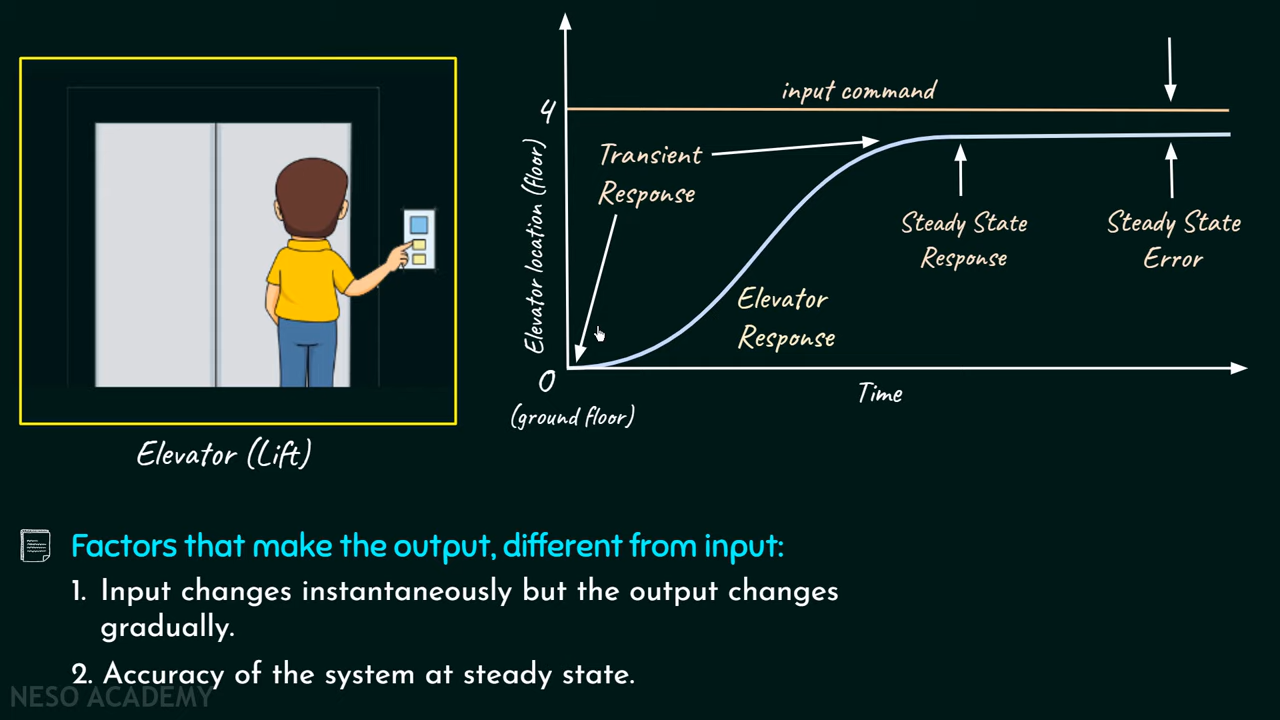 input command
4
Elevator location (floor)
Transient
Response
Steady State
Response
Steady State
Error
Elevator
Response
0
(ground floor)
Time
Elevator (Lift)
Factors that make the output, different from input:
1. Input changes instantaneously but the output changes
gradually.
2. Accuracy of the system at steady state.
NESO ACADEMY